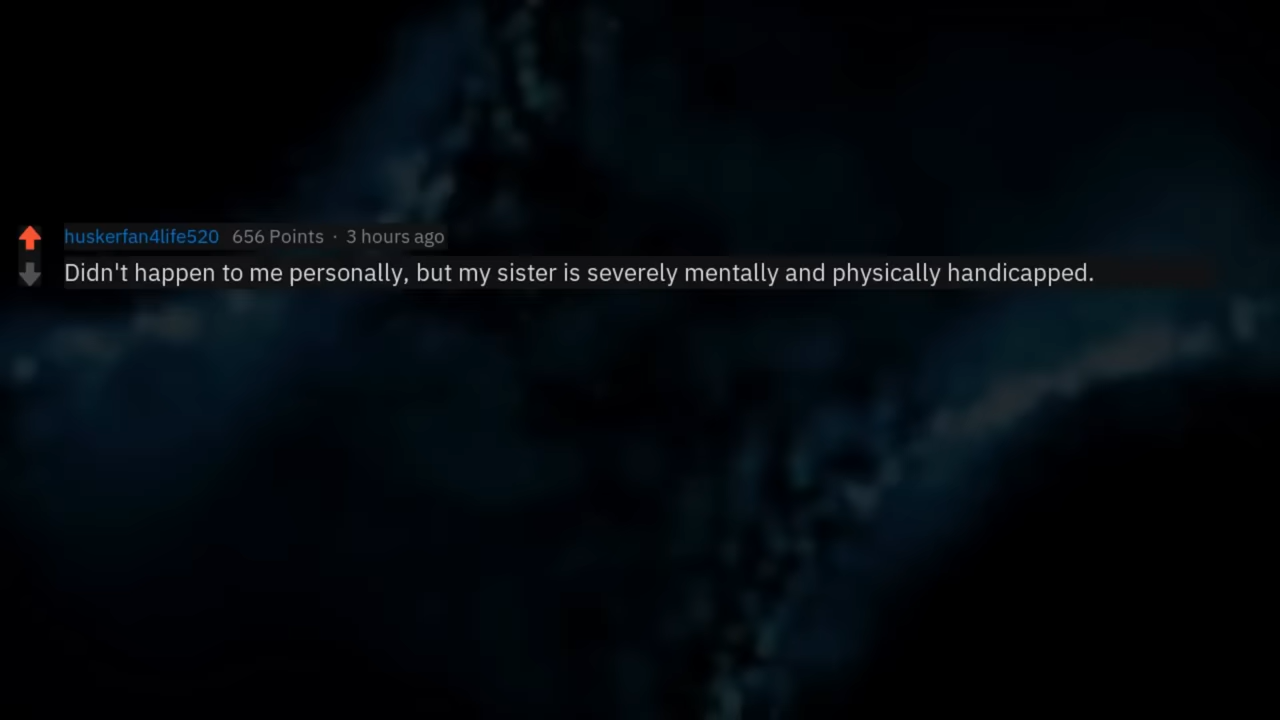 huskerfan4life520 656 Points · 3 hours ago
Didn't happen to me personally, but my sister is severely mentally and physically handicapped.